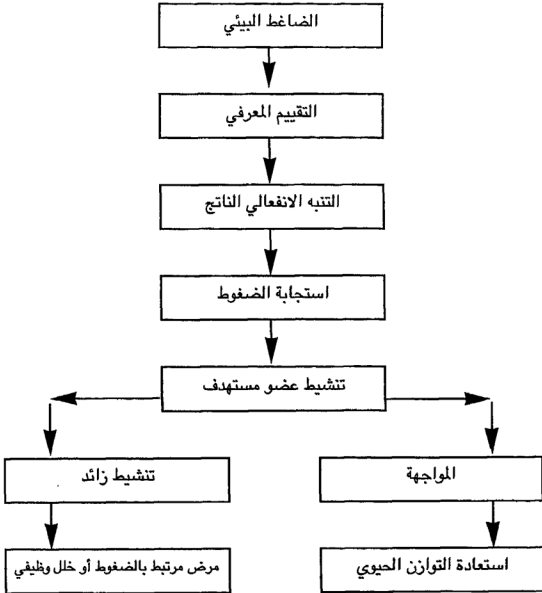 الضاغط البيئي
التقييم المعرفي
التنبه الانفعالي الناتج
استجابة الضغوط
تنشيط عضو مستهدف
المواجهة
تنشيط زائد
استعادة التوازن الحيوي
مرض مرتبط بالضغوط أو خلل وظيفي